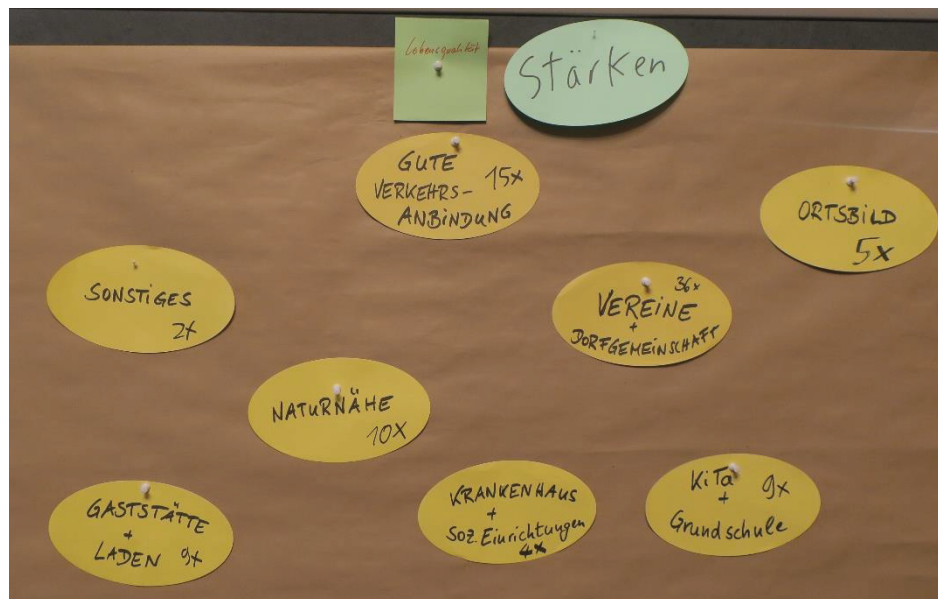 Lebensqualität
Stärken
GUTE
VERKEHRS-
ANBINDUNG
15x
ORTSBILD
5x
SONSTIGES
2x
36x
VEREINE
+
DORFGEMEINSCHAFT
NATURNÄHE
10x
GASTSTÄTTE
+
LADEN 9x
KRANKENHAUS
+
Soz. Einrichtungen
4x
KiTa 9x
+
Grundschule